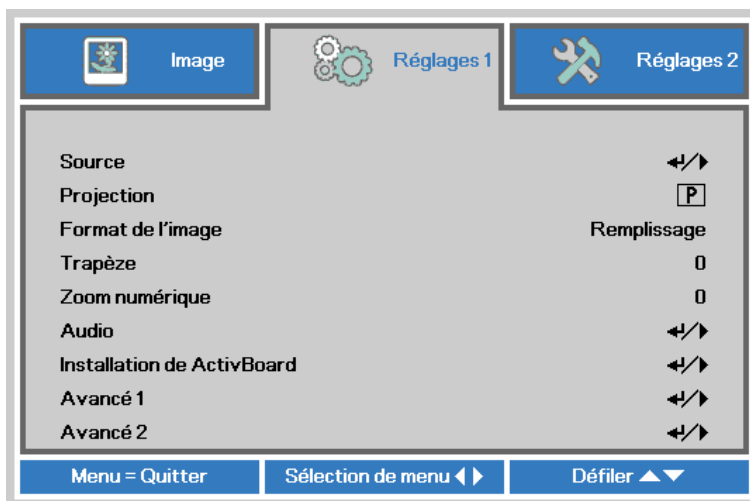 Image Réglages 1 Réglages 2
Source
Projection P
Format de l'image Remplissage
Trapèze 0
Zoom numérique 0
Audio
Installation de ActivBoard
Avancé 1
Avancé 2
Menu = Quitter Sélection de menu Défiler